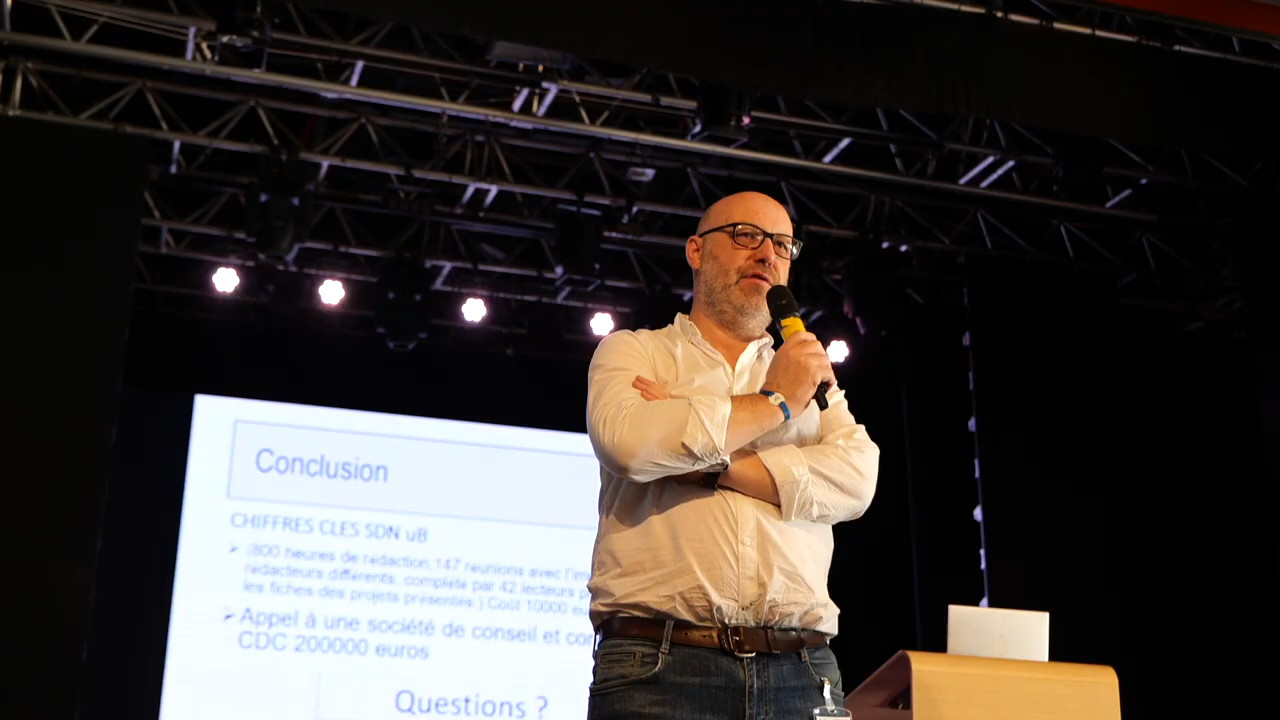 Conclusion
CHIFFRES CLES SDN uB
(800 heures de rédaction,147 réunions avec l'im
rédacteurs différents, complété par 42 lecteurs
les fiches des projets présentés.) Coût 10000 eu
Appel à une société de conseil et
CDC 200000 euros
Questions ?